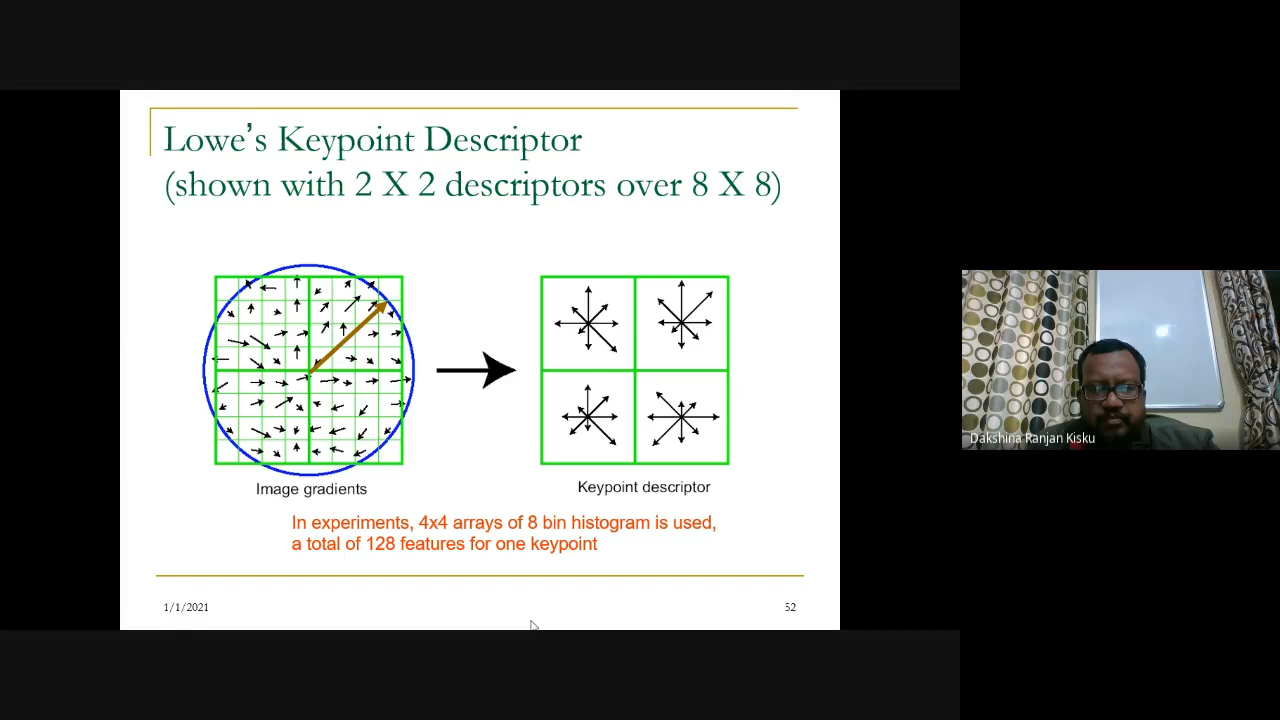 Lowe’s Keypoint Descriptor
(shown with 2 X 2 descriptors over 8 X 8)
Image gradients
Keypoint descriptor
In experiments, 4x4 arrays of 8 bin histogram is used,
a total of 128 features for one keypoint
1/1/2021
52
Dakshina Ranjan Kisku